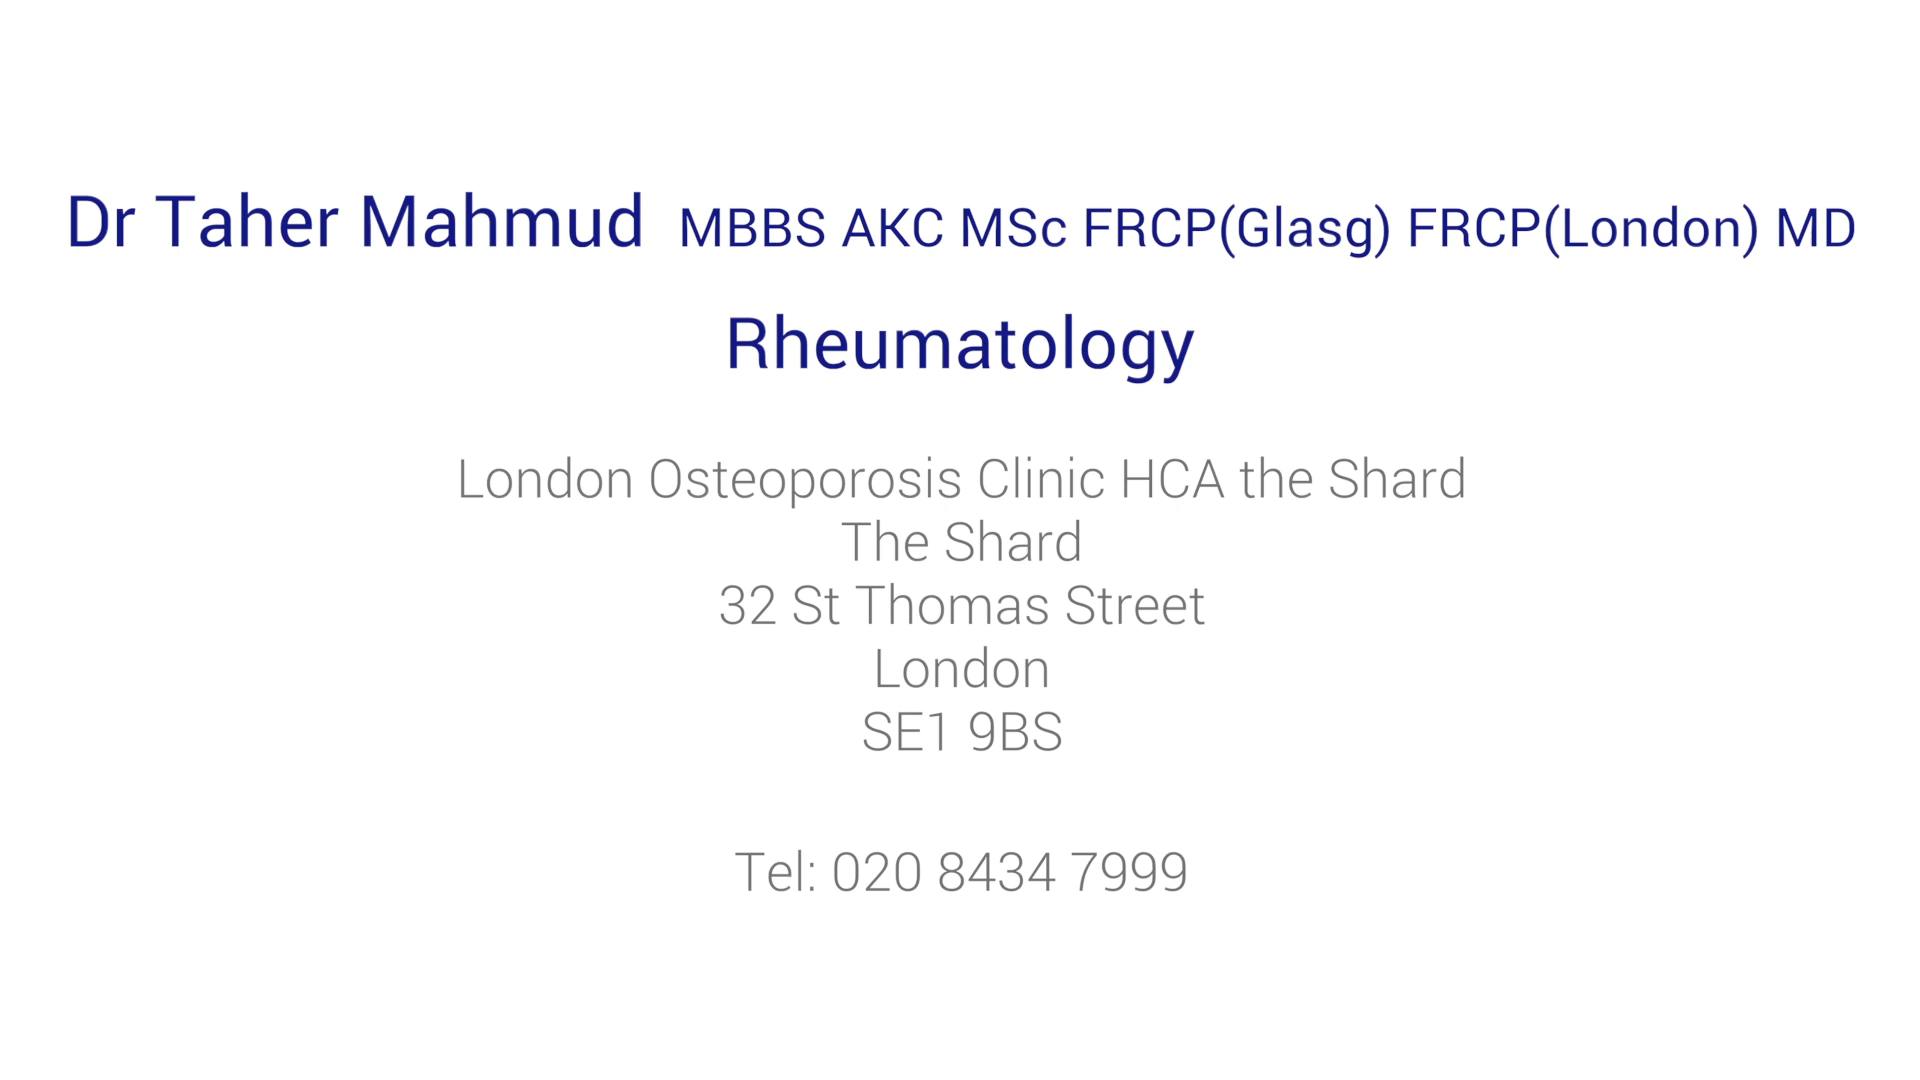 Dr Taher Mahmud MBBS AKC MSc FRCP(Glasg) FRCP(London) MD
Rheumatology
London Osteoporosis Clinic HCA the Shard
The Shard
32 St Thomas Street
London
SE1 9BS
Tel: 020 8434 7999